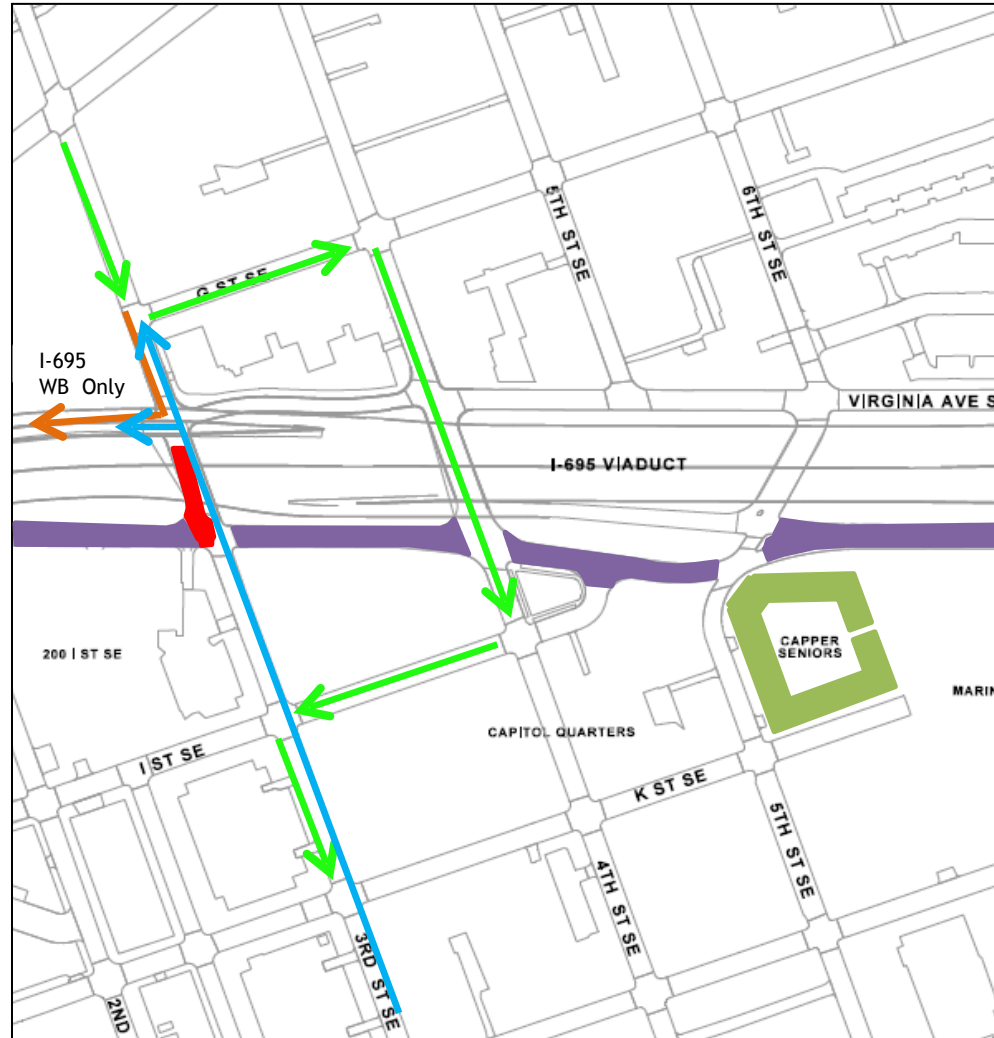 5TH ST SE
6TH ST SE
G ST SE
I-695
WB Only
VIRGINIA AVE S
I-695 VIADUCT
200 I ST SE
CAPPER
SENIORS
MARIN
CAPITOL QUARTERS
I ST SE
K ST SE
5TH ST SE
4TH ST SE
3RD ST SE
2ND